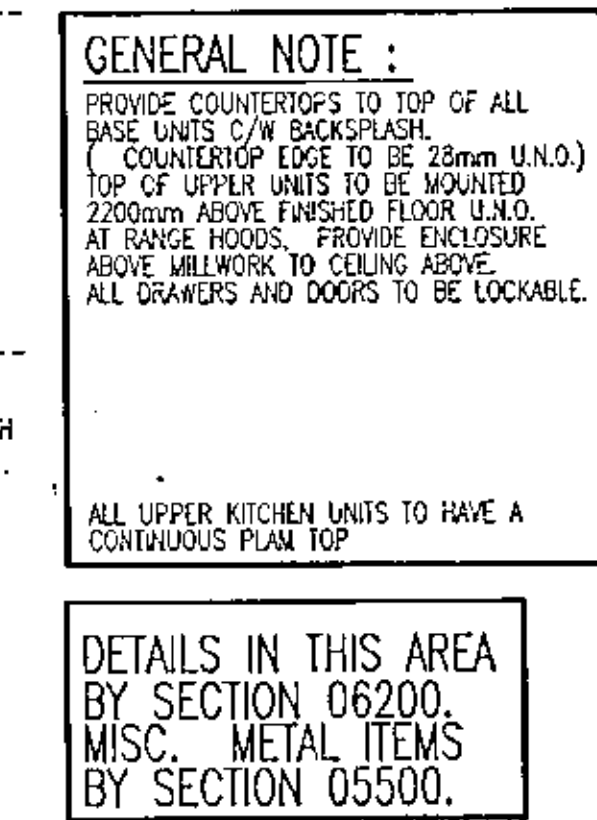 GENERAL NOTE :
PROVIDE COUNTERTOPS TO TOP OF ALL
BASE UNITS C/W BACKSPLASH.
( COUNTERTOP EDGE TO BE 28mm U.N.O.)
TOP OF UPPER UNITS TO BE MOUNTED
2200mm ABOVE FINISHED FLOOR U.N.O.
AT RANGE HOODS, PROVIDE ENCLOSURE
ABOVE MILLWORK TO CEILING ABOVE.
ALL DRAWERS AND DOORS TO BE LOCKABLE.
H
ALL UPPER KITCHEN UNITS TO HAVE A
CONTINUOUS PLAM TOP
DETAILS IN THIS AREA
BY SECTION 06200.
MISC. METAL ITEMS
BY SECTION 05500.